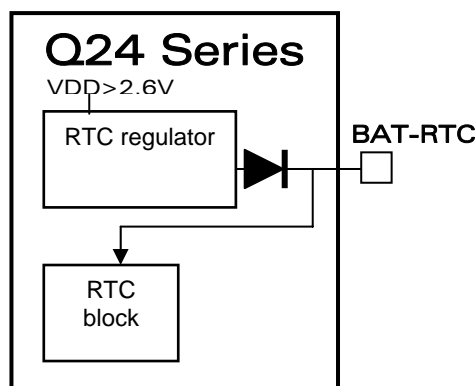 Q24 Series
VDD>2.6V
RTC regulator
BAT-RTC
RTC
block